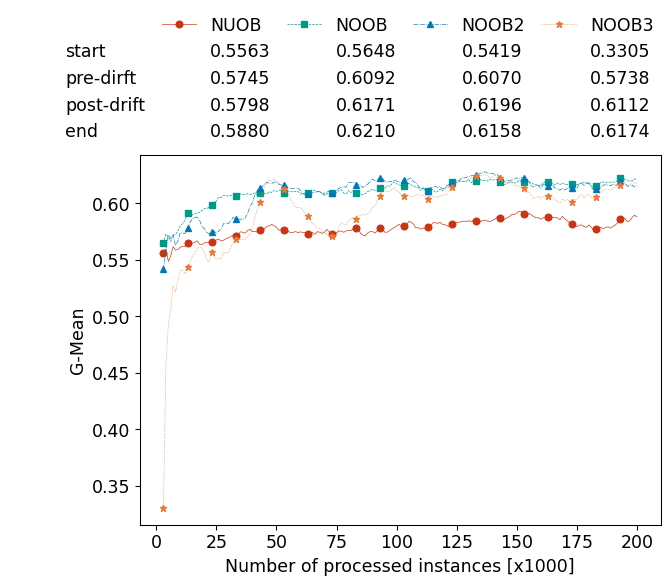 NUOB NOOB NOOB2 NOOB3
start 0.5563 0.5648 0.5419 0.3305
pre-dirft 0.5745 0.6092 0.6070 0.5738
post-drift 0.5798 0.6171 0.6196 0.6112
end 0.5880 0.6210 0.6158 0.6174
0.60
0.55
0.50
0.45
0.40
0.35
G-Mean
0 25 50 75 100 125 150 175 200
Number of processed instances [x1000]